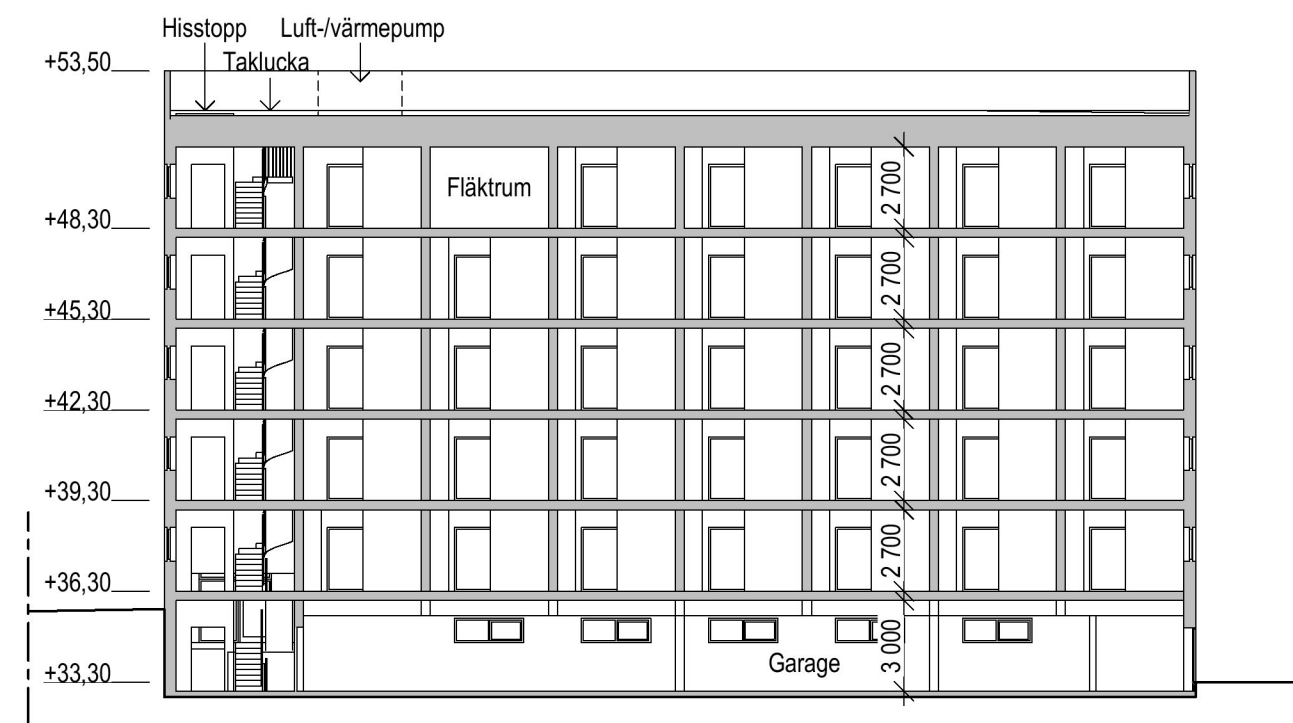 Hisstopp
Luft-/värmepump
+53,50
Taklucka
Fläktrum
2 700
+48,30
2 700
+45,30
2 700
+42,30
2 700
+39,30
2 700
+36,30
3 000
Garage
+33,30